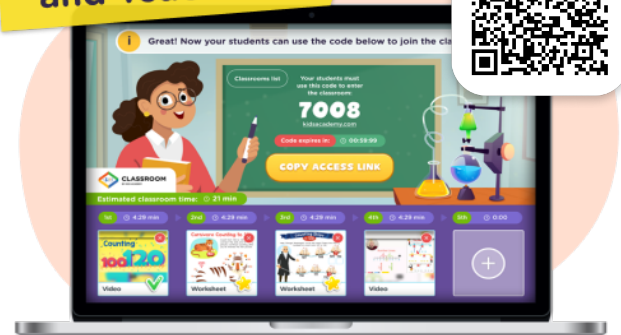 and You
Great! Now your students can use the code below to join the cla
Classrooms list
Your students must
use this code to enter
the classroom
7008
kidsacademy.com
Code expires in: 00:59:99
COPY ACCESS LINK
CLASSROOM
Estimated classroom time: 21 min
1st 4:29 min
2nd 4:29 min
3rd 4:29 min
4th 4:29 min
5th 0:00
Counting
100 120
Video
Worksheet
Worksheet
Video